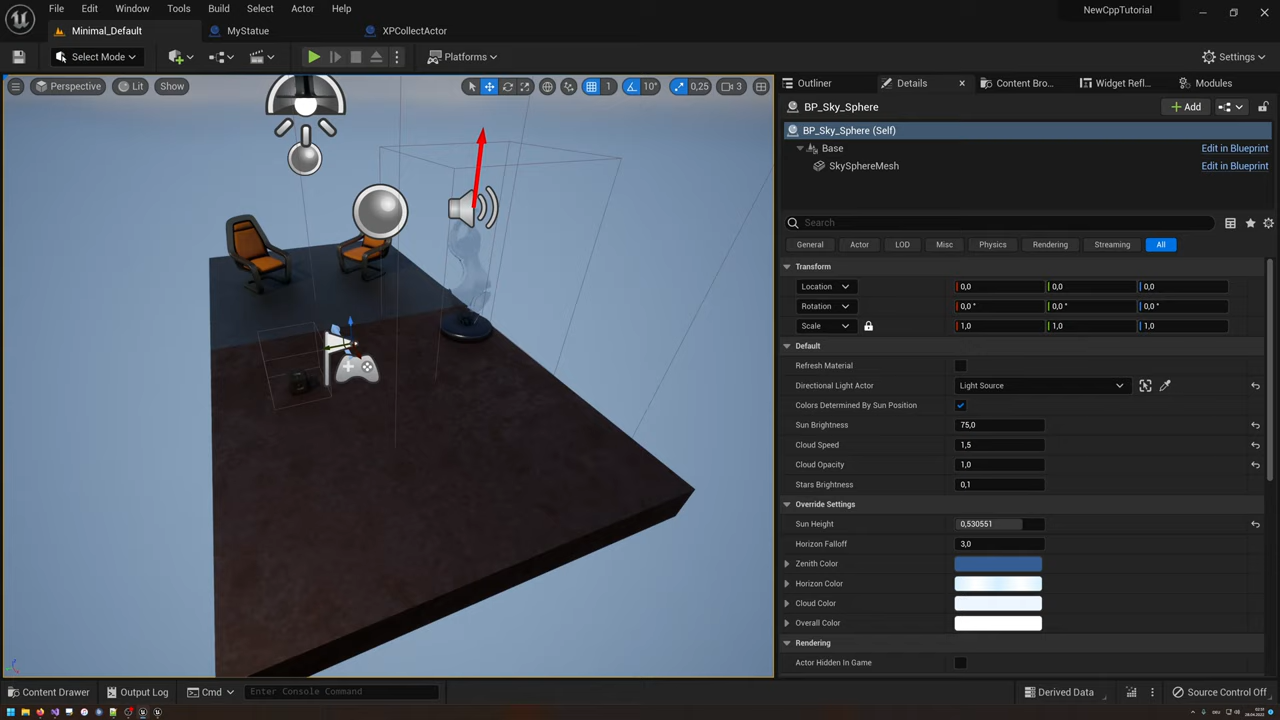 File Edit Window Tools Build Select Actor Help
NewCppTutorial
Minimal_Default MyStatue XPCollectActor
Select Mode Platforms Settings
Perspective Lit Show 1 10° 0,25 3
Outliner Details Content Bro... Widget Refl... Modules
BP_Sky_Sphere Add
BP_Sky_Sphere (Self)
Base Edit in Blueprint
SkySphereMesh Edit in Blueprint
Search
General Actor LOD Misc Physics Rendering Streaming All
Transform
Location 0,0 0,0 0,0
Rotation 0,0 ° 0,0 ° 0,0 °
Scale 1,0 1,0 1,0
Default
Refresh Material
Directional Light Actor Light Source
Colors Determined By Sun Position
Sun Brightness 75,0
Cloud Speed 1,5
Cloud Opacity 1,0
Stars Brightness 0,1
Override Settings
Sun Height 0,530551
Horizon Falloff 3,0
Zenith Color
Horizon Color
Cloud Color
Overall Color
Rendering
Actor Hidden In Game
Content Drawer Output Log Cmd Enter Console Command Derived Data Source Control Off